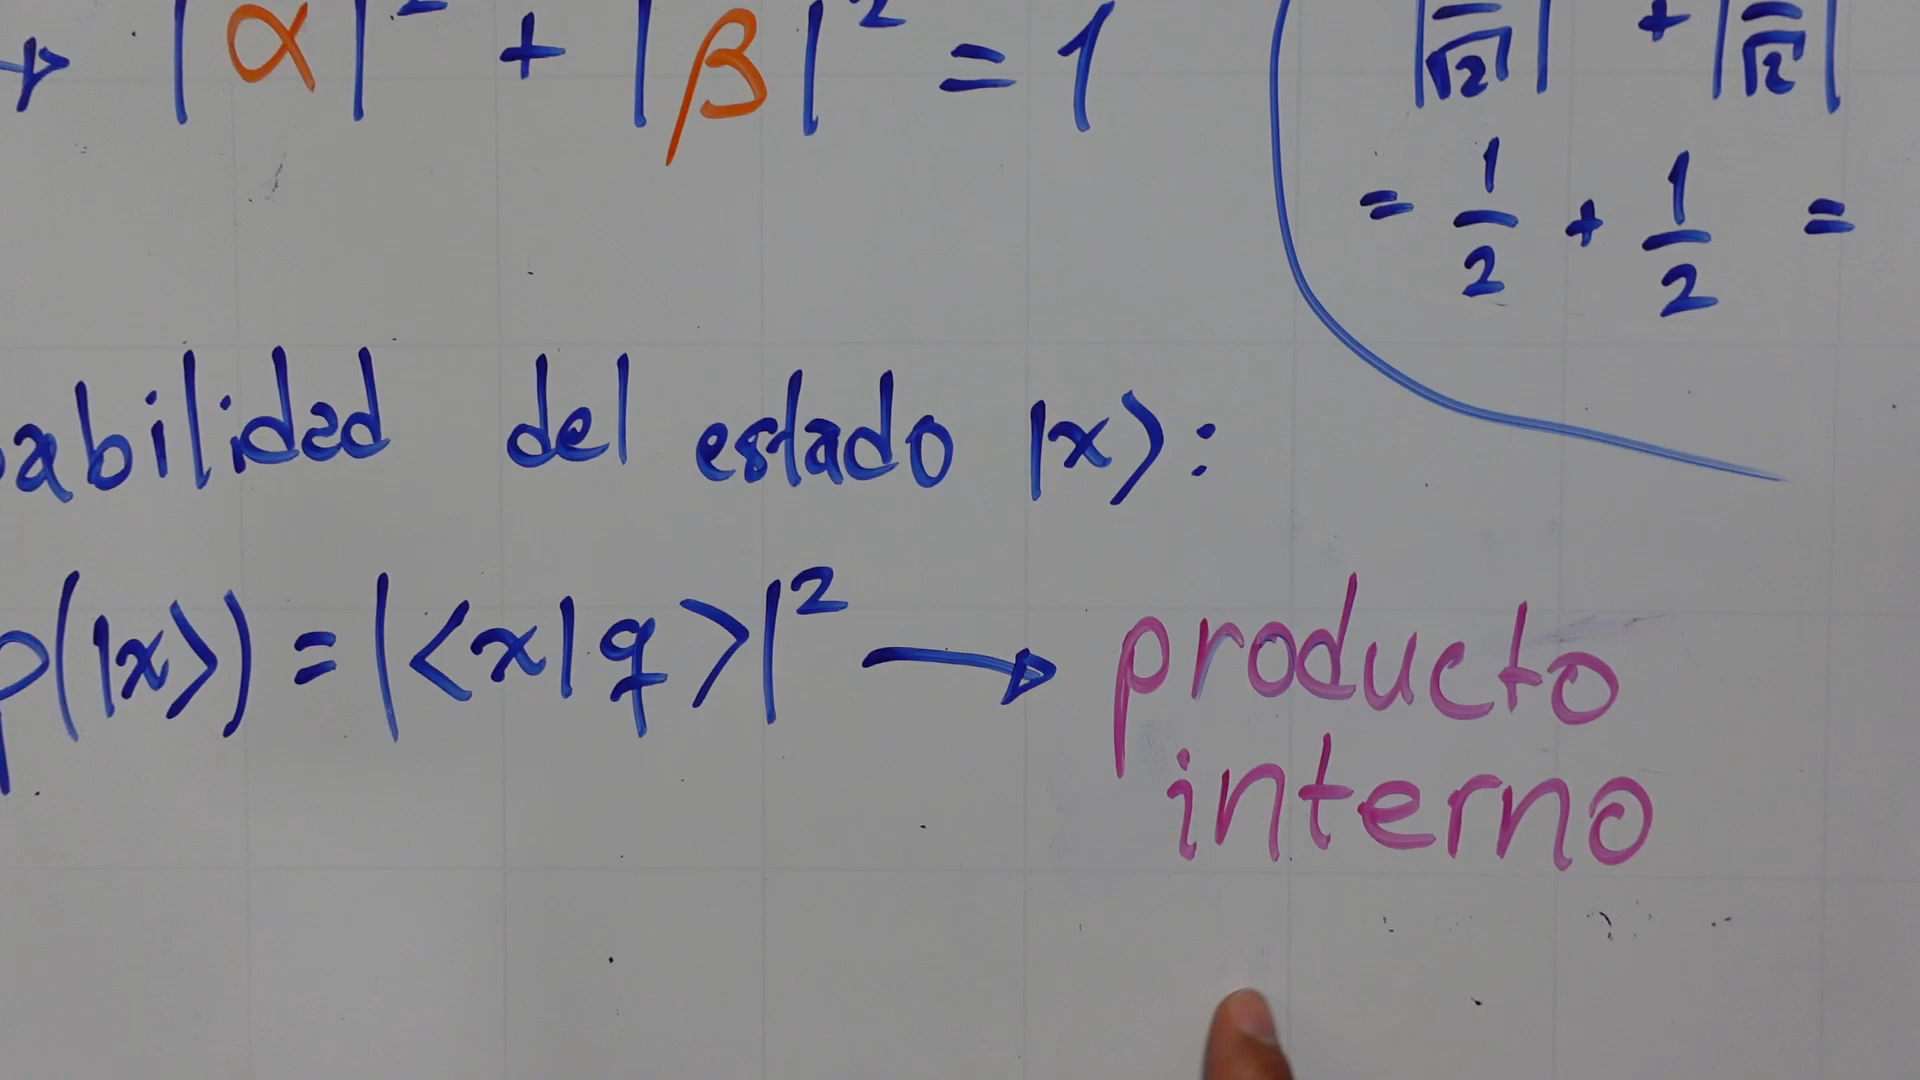 |α|² + |β|² = 1
= 1/2 + 1/2 =
abilidad del estado |x⟩:
p(|x⟩) = |<x|q>|² → producto
interno